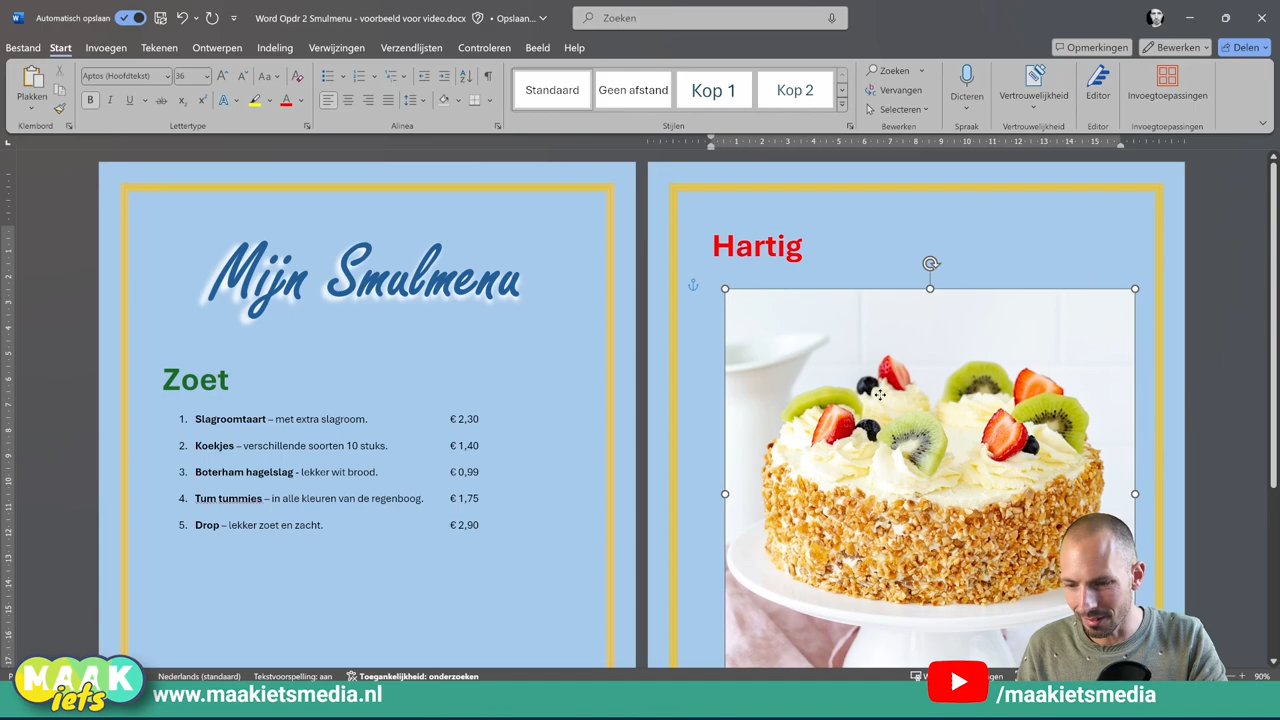 Automatisch opslaan
Word Opdr 2 Smulmenu - voorbeeld voor video.docx
Opslaan...
Zoeken
Bestand
Start
Invoegen
Tekenen
Ontwerpen
Indeling
Verwijzingen
Verzendlijsten
Controleren
Beeld
Help
Opmerkingen
Bewerken
Delen
Plakken
Aptos (Hoofdtekst)
36
Standaard
Geen afstand
Kop 1
Kop 2
Zoeken
Vervangen
Selecteren
Dicteren
Vertrouwelijkheid
Editor
Invoegtoepassingen
Klembord
Lettertype
Alinea
Stijlen
Bewerken
Spraak
Vertrouwelijkheid
Editor
Invoegtoepassingen
Mijn Smulmenu
Zoet
1. Slagroomtaart – met extra slagroom. € 2,30
2. Koekjes – verschillende soorten 10 stuks. € 1,40
3. Boterham hagelslag - lekker wit brood. € 0,99
4. Tum tummies – in alle kleuren van de regenboog. € 1,75
5. Drop – lekker zoet en zacht. € 2,90
Hartig
Nederlands (standaard)
Tekstvoorspelling: aan
Toegankelijkheid: onderzoeken
90%
MAAK
iets
www.maakietsmedia.nl
/maakietsmedia